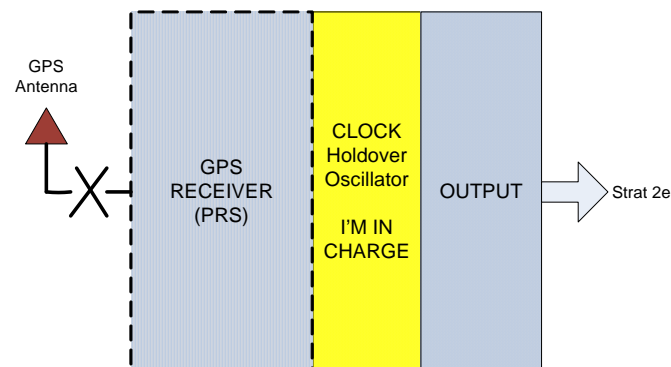 GPS
Antenna
GPS
RECEIVER
(PRS)
CLOCK
Holdover
Oscillator
I'M IN
CHARGE
OUTPUT
Strat 2e